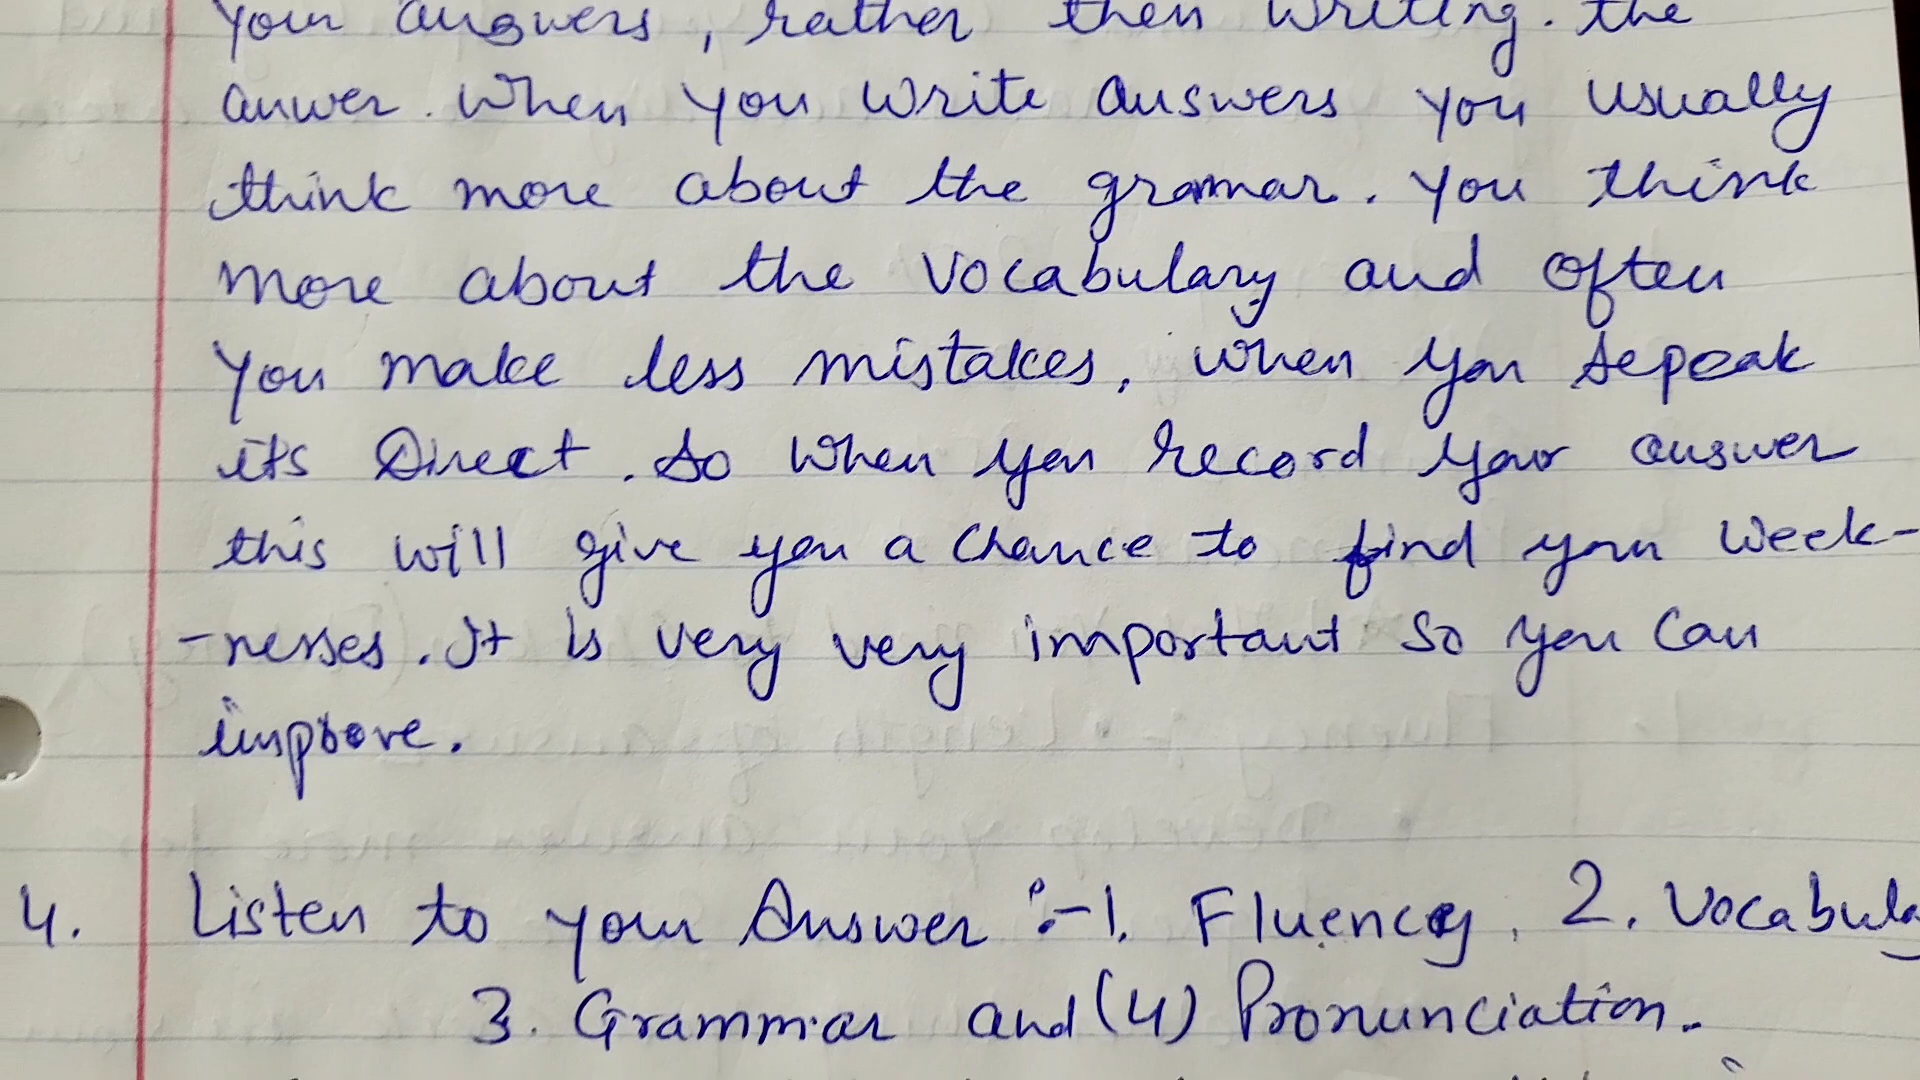 your answers, rather then writing. the
anwer. When you write answers you usually
think more about the grammar. you think
more about the vocabulary and often
you make less mistakes, when you sepeak
its Direct. So when you record your answer
this will give you a chance to find your week-
-nesses. It is very very important so you can
improve.
4. Listen to your Answer :-1. Fluency, 2. Vocabula
3. Grammar and (4) Pronunciation.